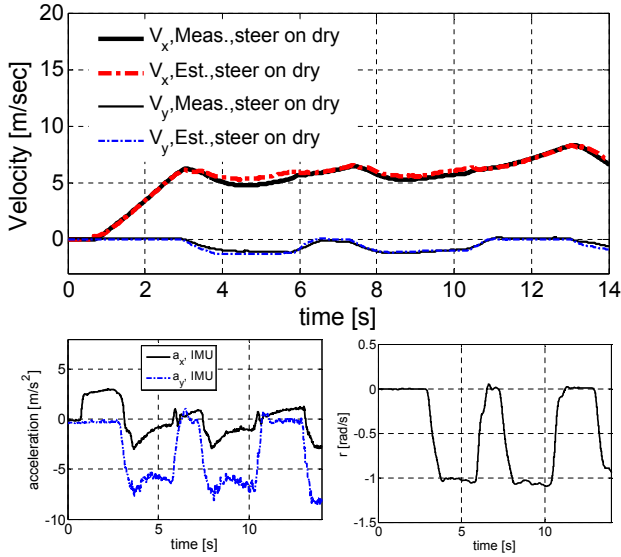 20
15
10
5
0
Velocity [m/sec]
V_x,Meas.,steer on dry
V_x,Est.,steer on dry
V_y,Meas.,steer on dry
V_y,Est.,steer on dry
0 2 4 6 8 10 12 14
time [s]
8
5
0
-5
-10
acceleration [m/s²]
a_x, IMU
a_y, IMU
0 5 10
time [s]
0.5
0
-0.5
-1
-1.5
r [rad/s]
0 5 10
time [s]